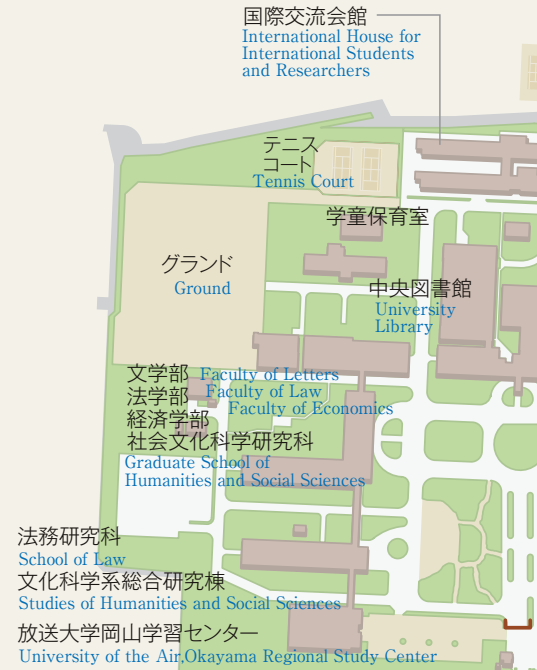 国際交流会館
International House for
International Students
and Researchers
テニス
コート
Tennis Court
学童保育室
グランド
Ground
中央図書館
University
Library
文学部 Faculty of Letters
法学部 Faculty of Law
Faculty of Economics
経済学部
社会文化科学研究科
Graduate School of
Humanities and Social Sciences
法務研究科
School of Law
文化科学系総合研究棟
Studies of Humanities and Social Sciences
放送大学岡山学習センター
University of the Air,Okayama Regional Study Center